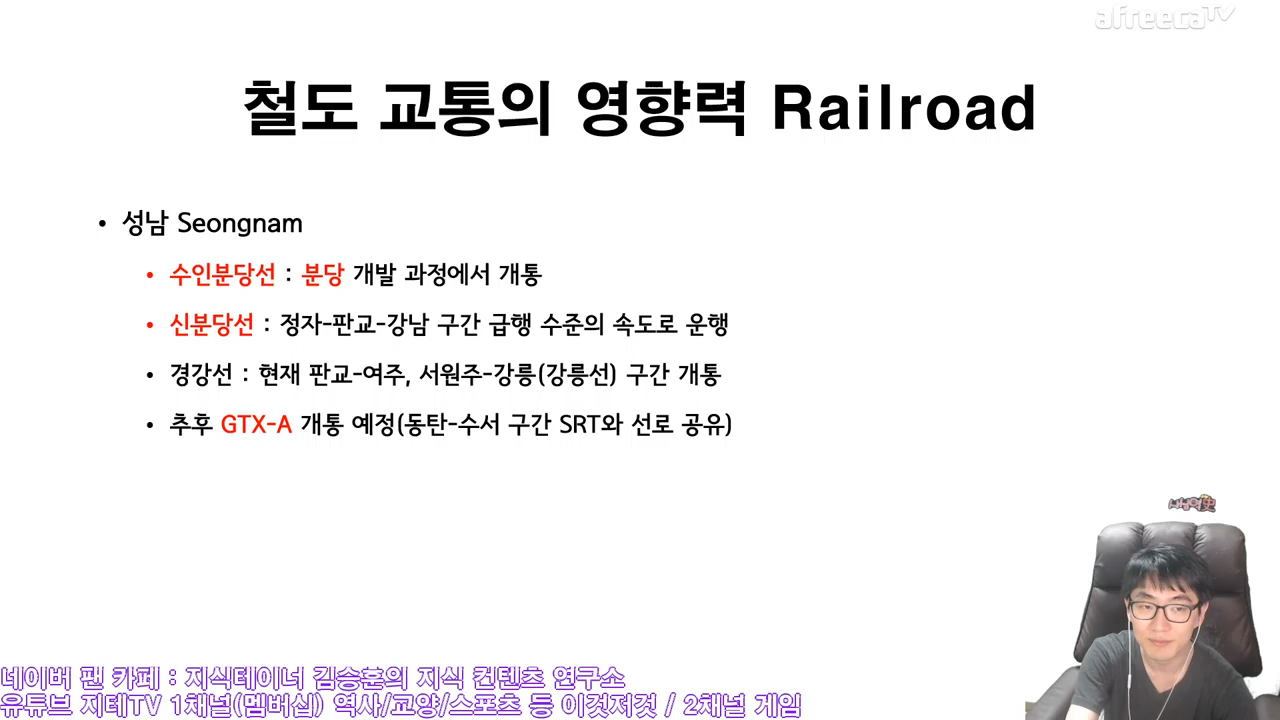 afreecaTV
철도 교통의 영향력 Railroad
• 성남 Seongnam
• 수인분당선 : 분당 개발 과정에서 개통
• 신분당선 : 정자-판교-강남 구간 급행 수준의 속도로 운행
• 경강선 : 현재 판교-여주, 서원주-강릉(강릉선) 구간 개통
• 추후 GTX-A 개통 예정(동탄-수서 구간 SRT와 선로 공유)
네이버 팬 카페 : 지식테이너 김승훈의 지식 컨텐츠 연구소
유튜브 지테TV 1채널(멤버십) 역사/교양/스포츠 등 이것저것 / 2채널 게임